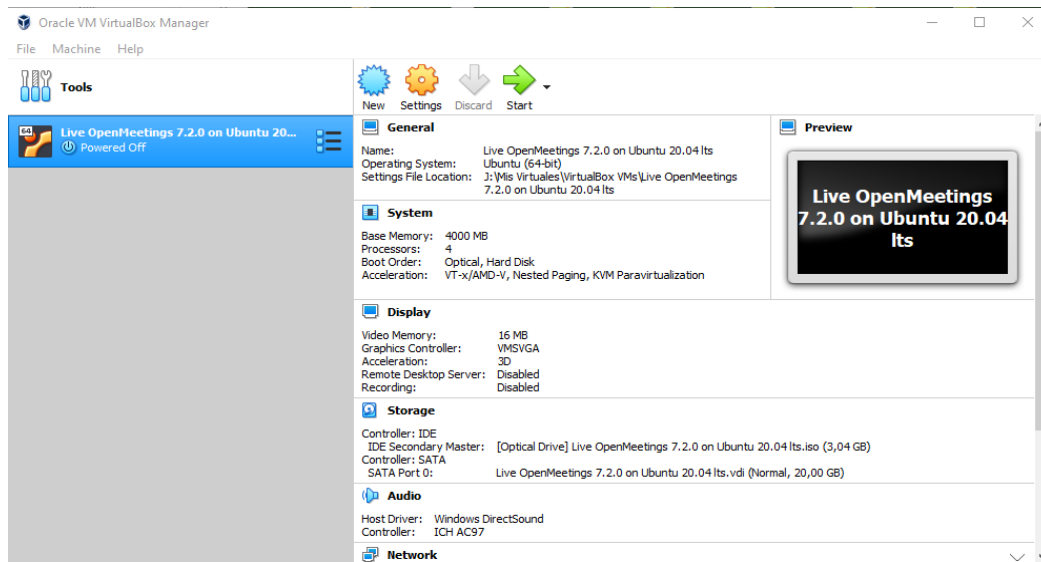 Oracle VM VirtualBox Manager
File Machine Help
Tools
New Settings Discard Start
64
Live OpenMeetings 7.2.0 on Ubuntu 20...
Powered Off
General
Name: Live OpenMeetings 7.2.0 on Ubuntu 20.04 lts
Operating System: Ubuntu (64-bit)
Settings File Location: J:\Mis Virtuales\VirtualBox VMs\Live OpenMeetings
7.2.0 on Ubuntu 20.04 lts
Preview
Live OpenMeetings
7.2.0 on Ubuntu 20.04
lts
System
Base Memory: 4000 MB
Processors: 4
Boot Order: Optical, Hard Disk
Acceleration: VT-x/AMD-V, Nested Paging, KVM Paravirtualization
Display
Video Memory: 16 MB
Graphics Controller: VMSVGA
Acceleration: 3D
Remote Desktop Server: Disabled
Recording: Disabled
Storage
Controller: IDE
IDE Secondary Master: [Optical Drive] Live OpenMeetings 7.2.0 on Ubuntu 20.04 lts.iso (3,04 GB)
Controller: SATA
SATA Port 0: Live OpenMeetings 7.2.0 on Ubuntu 20.04 lts.vdi (Normal, 20,00 GB)
Audio
Host Driver: Windows DirectSound
Controller: ICH AC97
Network